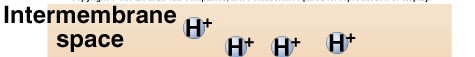 Intermembrane
space
H+
H+ H+ H+